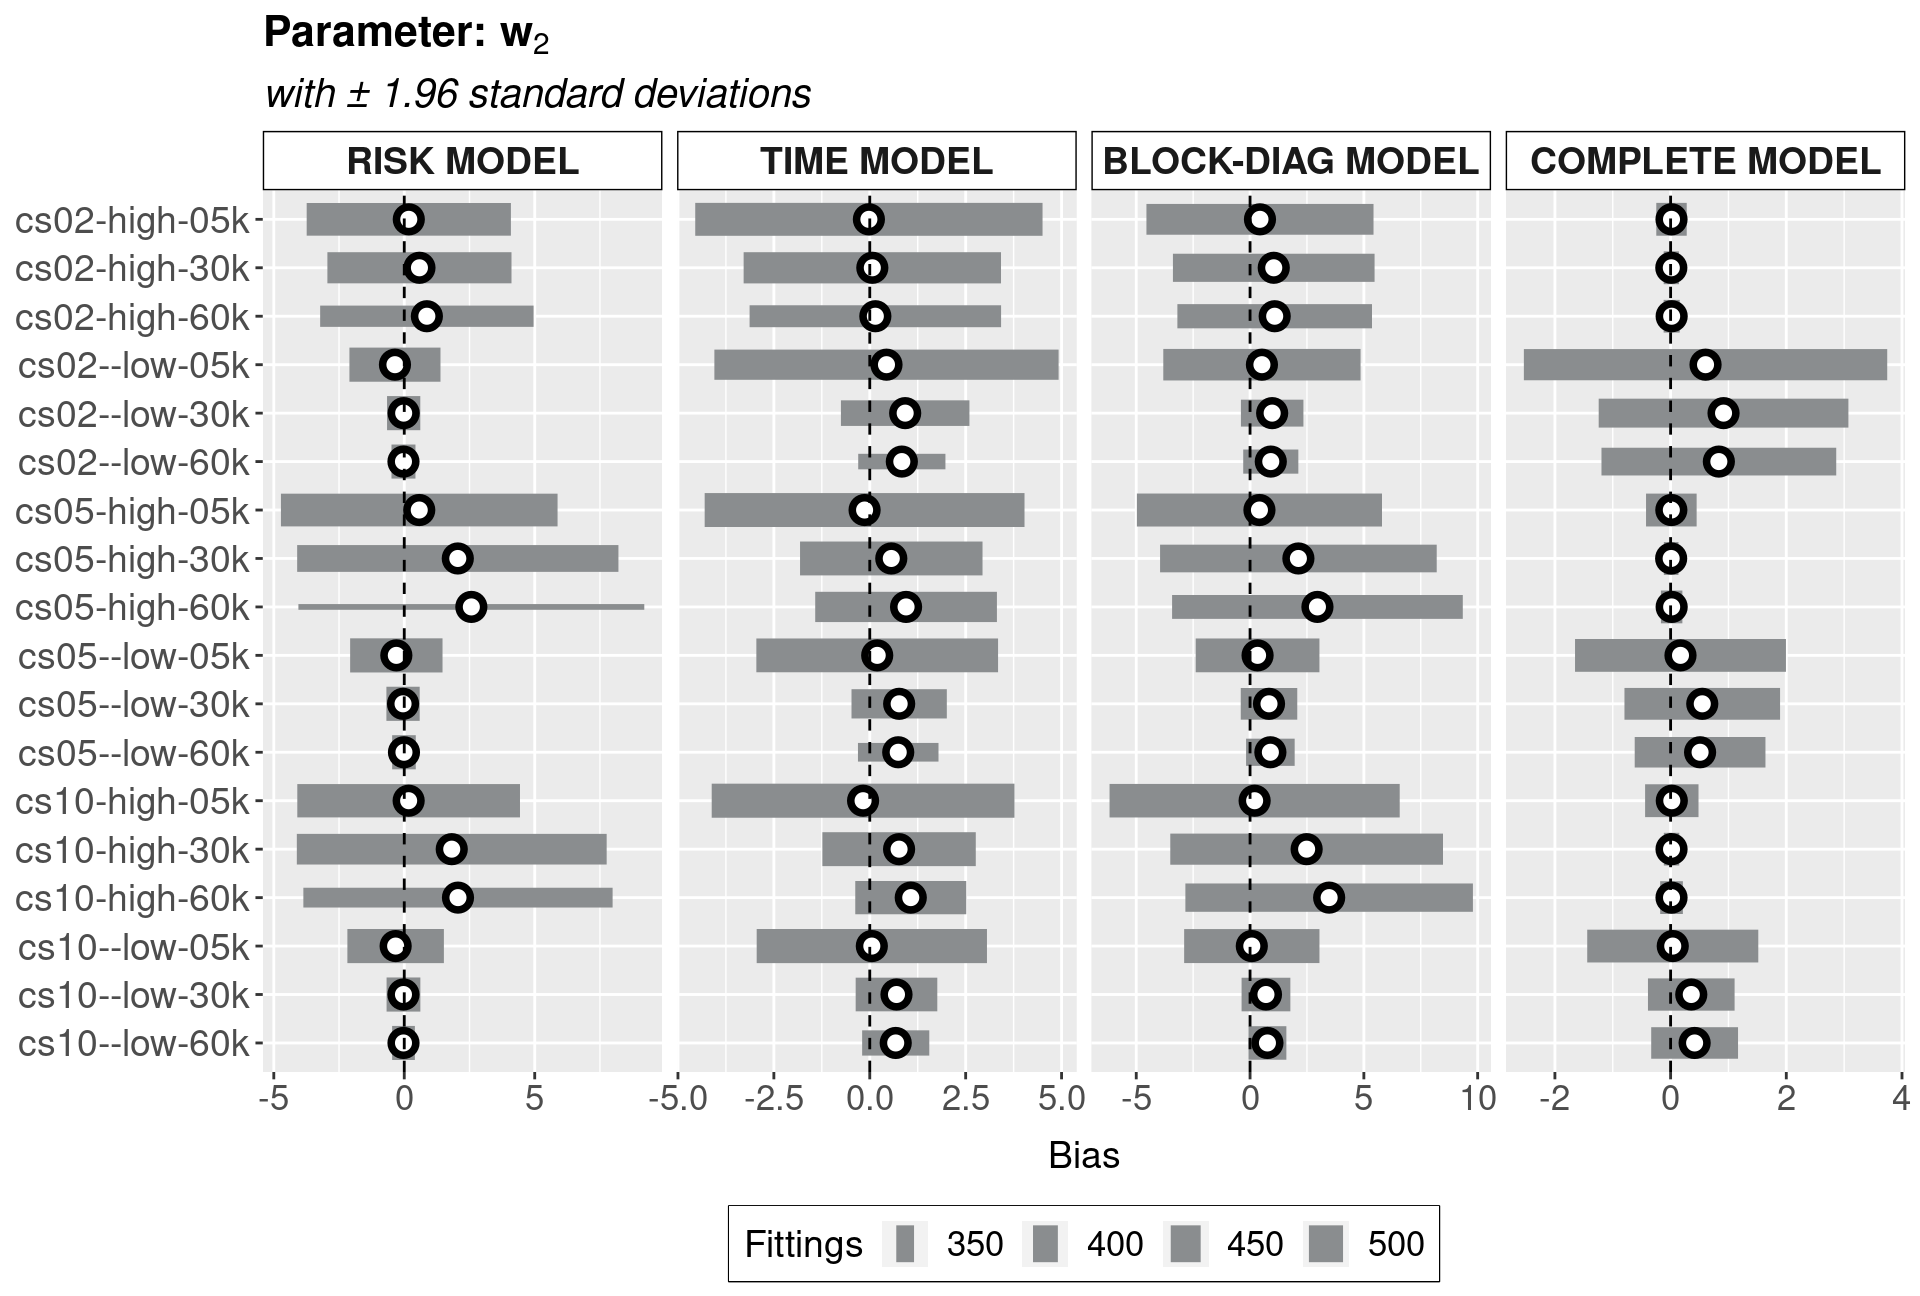 Parameter: w₂
with ± 1.96 standard deviations
RISK MODEL
TIME MODEL
BLOCK-DIAG MODEL
COMPLETE MODEL
cs02-high-05k
cs02-high-30k
cs02-high-60k
cs02--low-05k
cs02--low-30k
cs02--low-60k
cs05-high-05k
cs05-high-30k
cs05-high-60k
cs05--low-05k
cs05--low-30k
cs05--low-60k
cs10-high-05k
cs10-high-30k
cs10-high-60k
cs10--low-05k
cs10--low-30k
cs10--low-60k
-5 0 5
-5.0 -2.5 0.0 2.5 5.0
-5 0 5 10
-2 0 2 4
Bias
Fittings 350 400 450 500